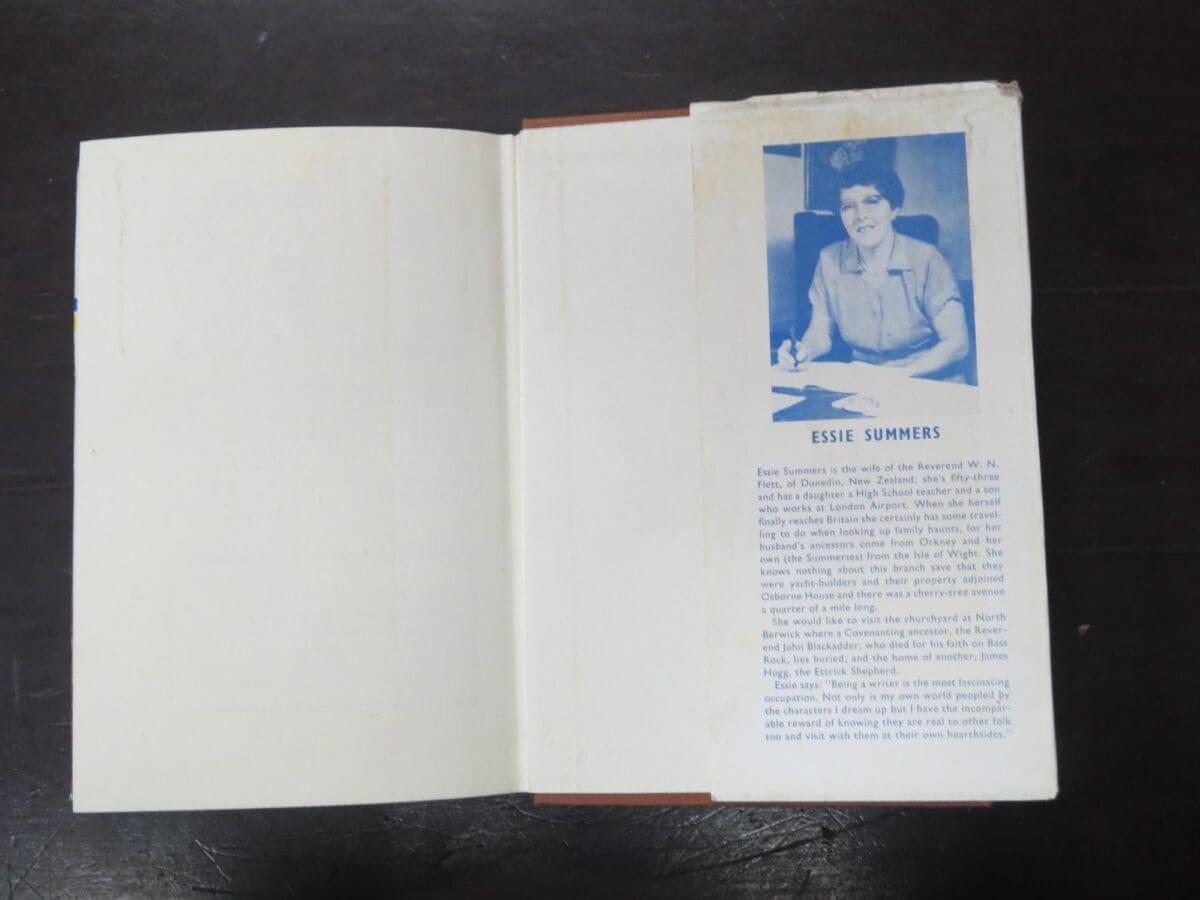 ESSIE SUMMERS
Essie Summers is the wife of the Reverend W. N.
Flett, of Dunedin, New Zealand; she's fifty-three
and has a daughter a High School teacher and a son
who works at London Airport. When she herself
finally reaches Britain she certainly has some travel-
ling to do when looking up family haunts, for her
husband's ancestors come from Orkney and her
own (the Summerses) from the Isle of Wight. She
knows nothing about this branch save that they
were yacht-builders and their property adjoined
Osborne House and there was a cherry-tree avenue
a quarter of a mile long.
She would like to visit the churchyard at North
Berwick where a Covenanting ancestor, the Rever-
end John Blackadder, who died for his faith on Bass
Rock, lies buried; and the home of another, James
Hogg, the Ettrick Shepherd.
Essie says: "Being a writer is the most fascinating
occupation. Not only is my own world peopled by
the characters I dream up but I have the incompar-
able reward of knowing they are real to other folk
too and visit with them at their own hearthsides."